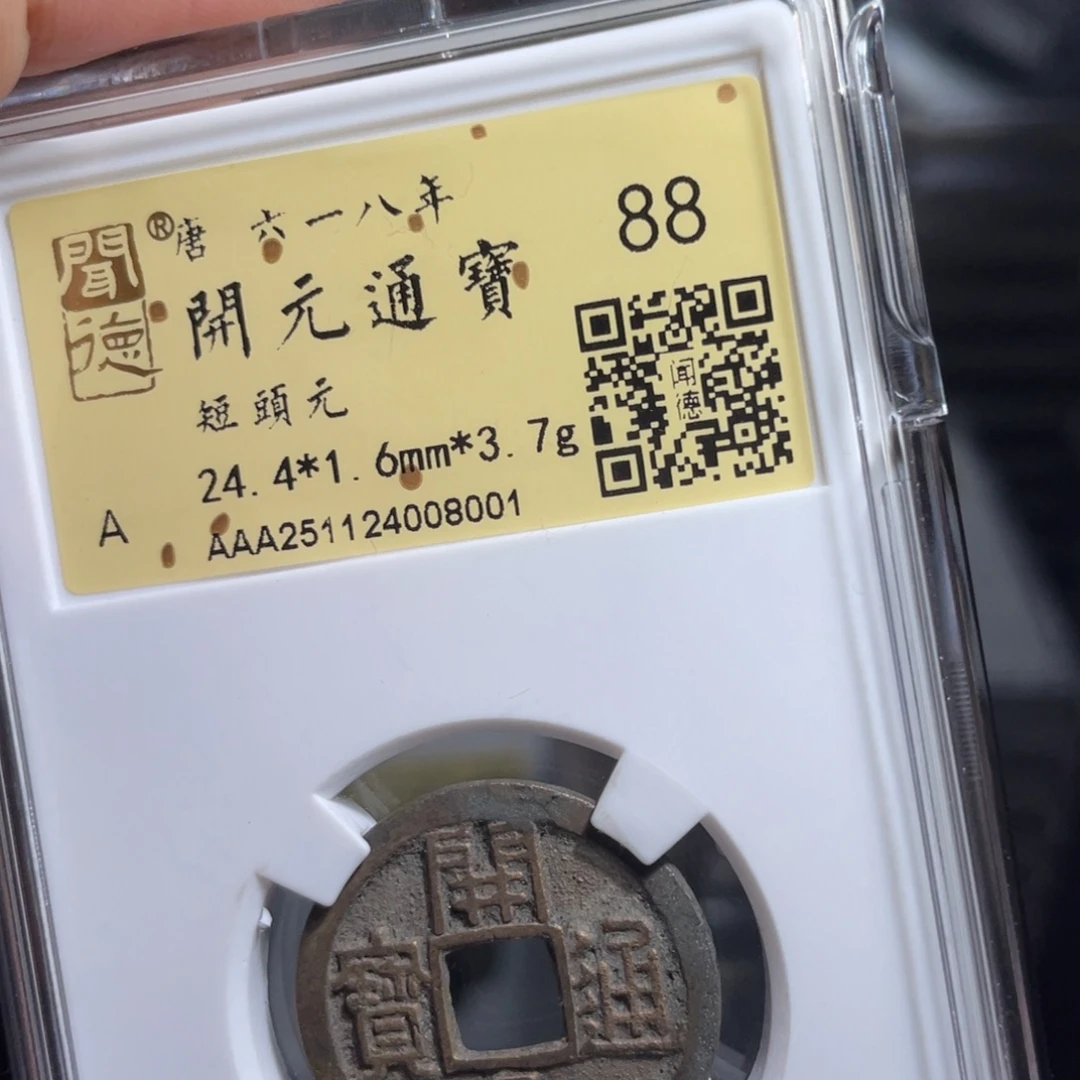 聞德®
唐 六一八年
88
開元通寶
短頭元
闻德
24.4*1.6mm*3.7g
A
AAA251124008001
開
通
寶